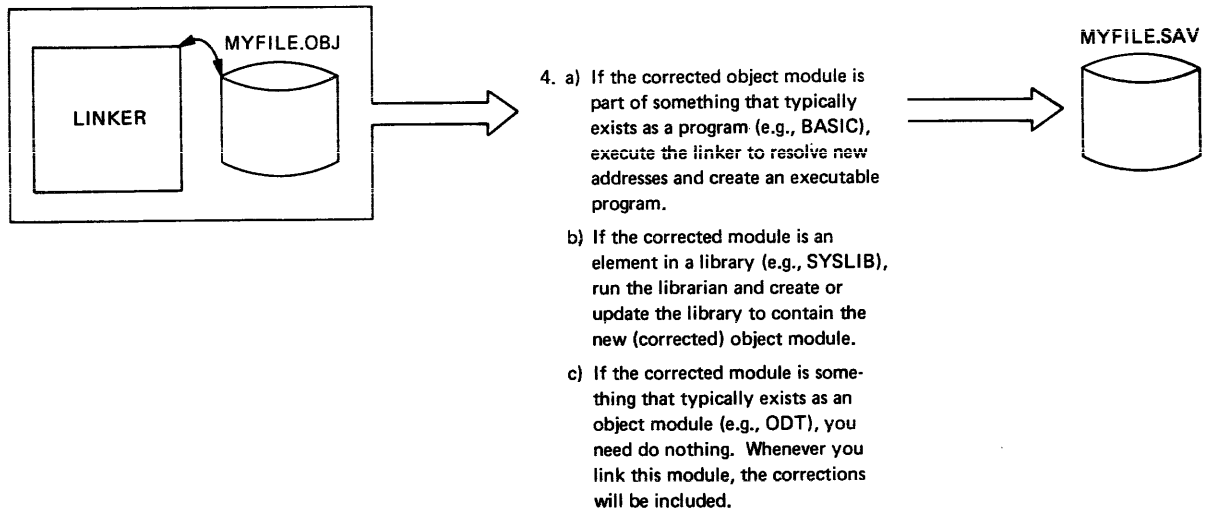 MYFILE.OBJ
LINKER
4. a) If the corrected object module is
part of something that typically
exists as a program (e.g., BASIC),
execute the linker to resolve new
addresses and create an executable
program.
b) If the corrected module is an
element in a library (e.g., SYSLIB),
run the librarian and create or
update the library to contain the
new (corrected) object module.
c) If the corrected module is some-
thing that typically exists as an
object module (e.g., ODT), you
need do nothing. Whenever you
link this module, the corrections
will be included.
MYFILE.SAV